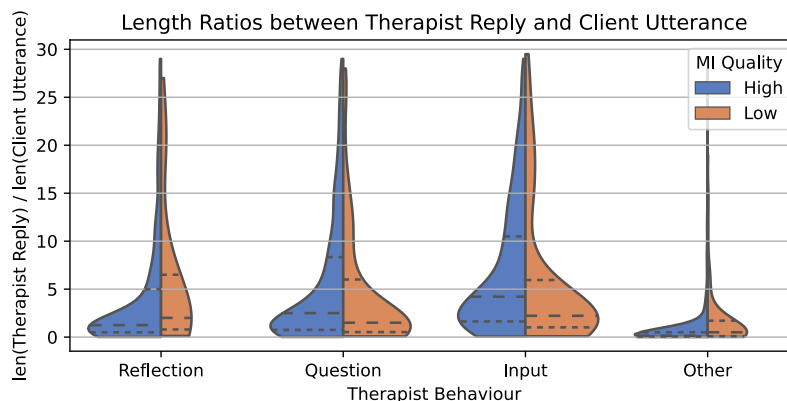 Length Ratios between Therapist Reply and Client Utterance
len(Therapist Reply) / len(Client Utterance)
30
25
20
15
10
5
0
MI Quality
High
Low
Reflection
Question
Input
Other
Therapist Behaviour